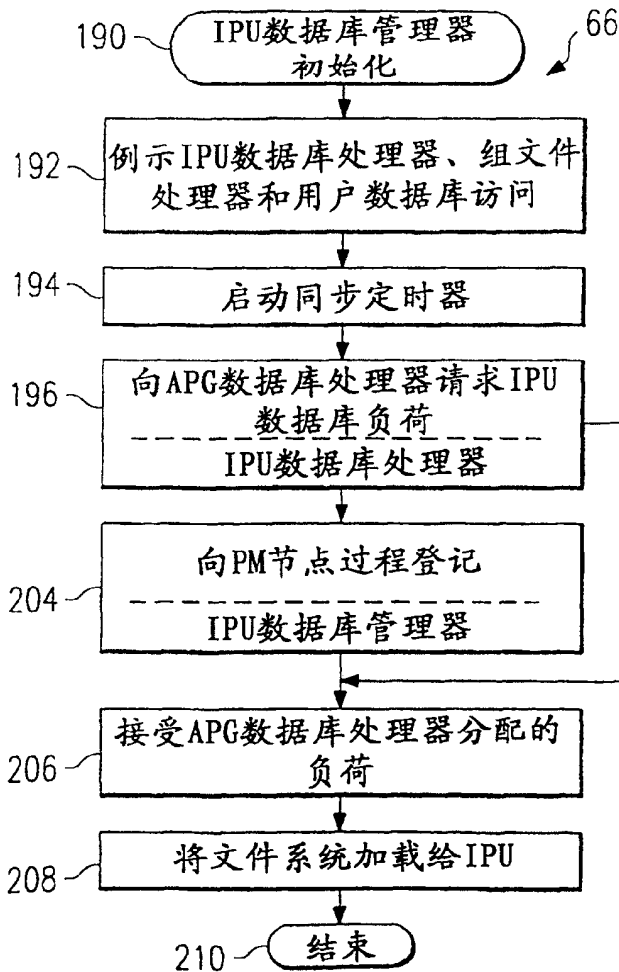 190
IPU数据库管理器
初始化
66
192
例示IPU数据库处理器、组文件
处理器和用户数据库访问
194
启动同步定时器
196
向APG数据库处理器请求IPU
数据库负荷
IPU数据库处理器
204
向PM节点过程登记
IPU数据库管理器
206
接受APG数据库处理器分配的
负荷
208
将文件系统加载给IPU
210
结束